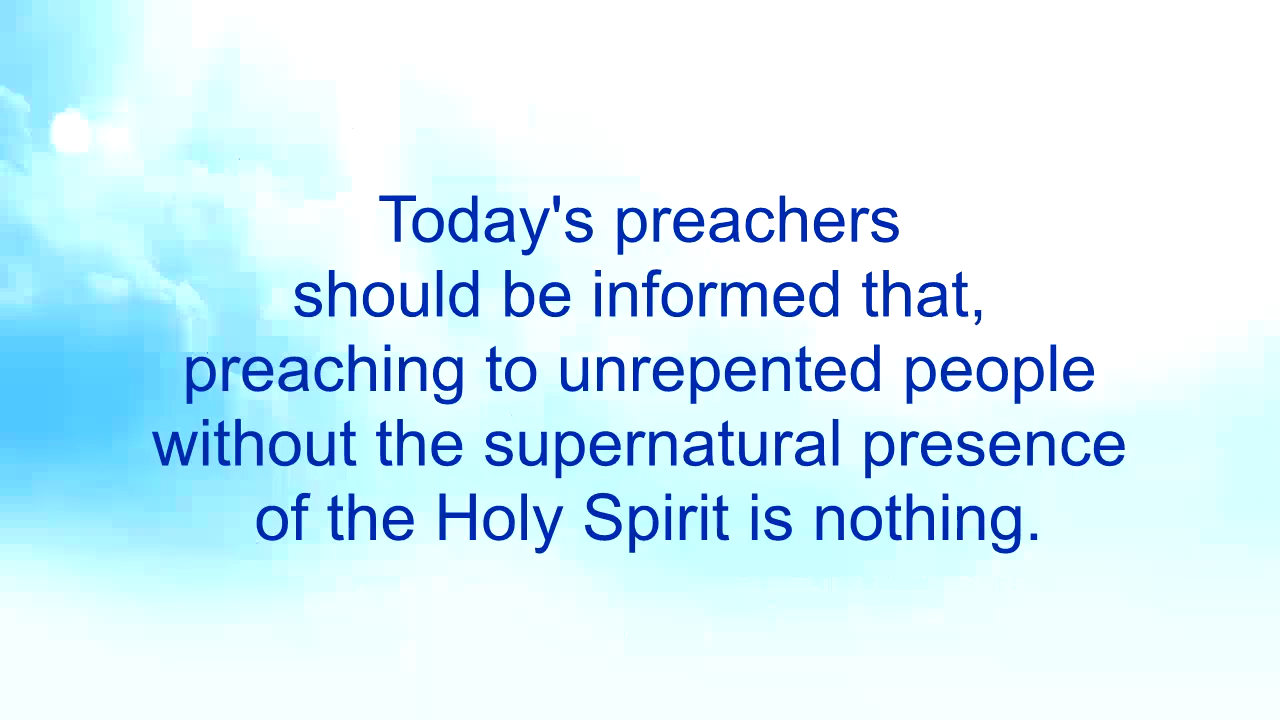 Today's preachers
should be informed that,
preaching to unrepented people
without the supernatural presence
of the Holy Spirit is nothing.